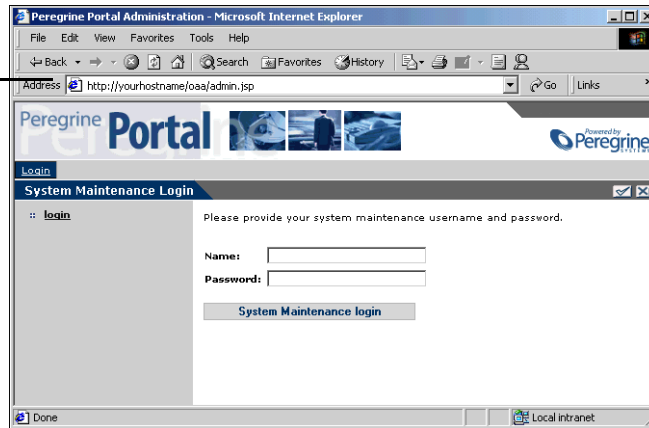 Peregrine Portal Administration - Microsoft Internet Explorer
File Edit View Favorites Tools Help
Back Search Favorites History
Address http://yourhostname/oaa/admin.jsp Go Links
Peregrine Portal
Powered by
Peregrine
SYSTEMS
Login
System Maintenance Login
login
Please provide your system maintenance username and password.
Name:
Password:
System Maintenance login
Done Local intranet